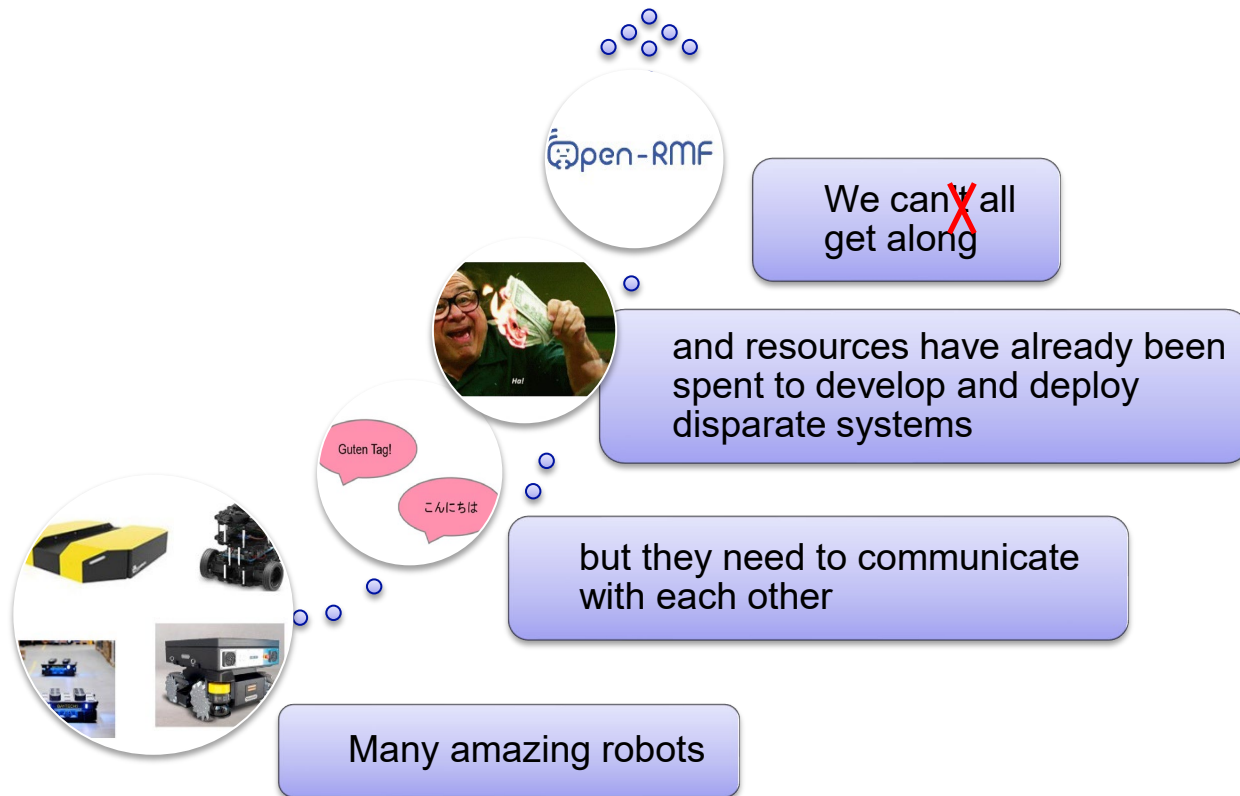 Open-RMF
We can't all
get along
Ha!
and resources have already been
spent to develop and deploy
disparate systems
Guten Tag!
こんにちは
but they need to communicate
with each other
Many amazing robots